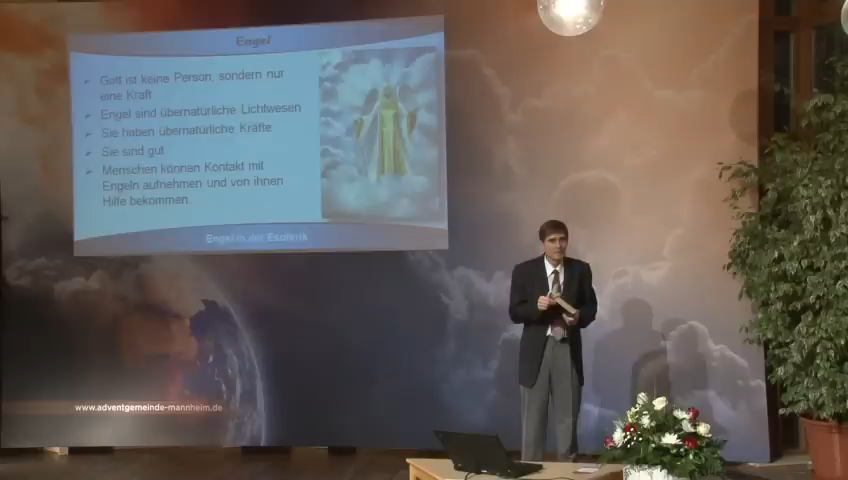 Engel
Gott ist keine Person, sondern nur
eine Kraft
Engel sind übernatürliche Lichtwesen
Sie haben übernatürliche Kräfte
Sie sind gut
Menschen können Kontakt mit
Engeln aufnehmen und von ihnen
Hilfe bekommen.
Engel in der Esoterik
www.adventgemeinde-mannheim.de